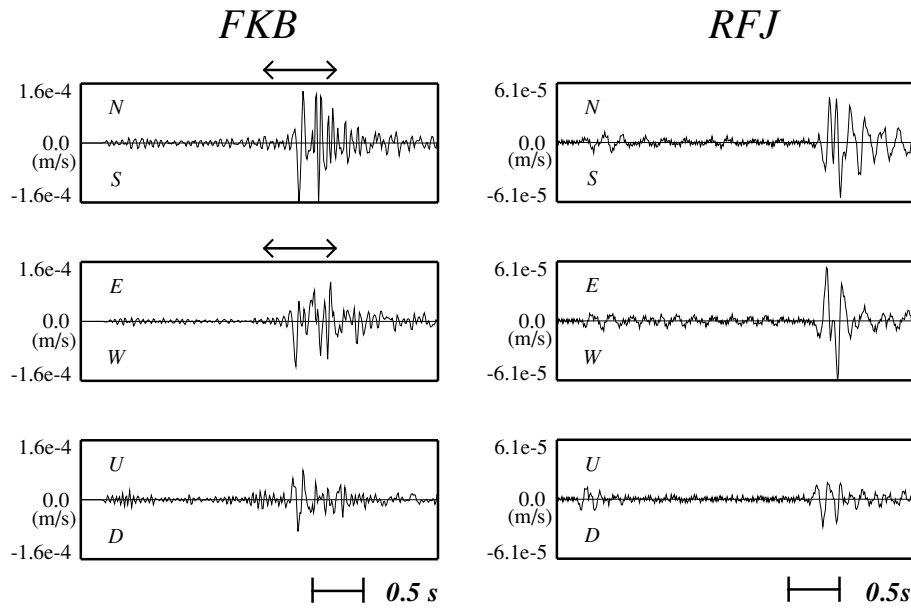 FKB
RFJ
1.6e-4
N
0.0
(m/s)
S
-1.6e-4
6.1e-5
N
0.0
(m/s)
S
-6.1e-5
1.6e-4
E
0.0
(m/s)
W
-1.6e-4
6.1e-5
E
0.0
(m/s)
W
-6.1e-5
1.6e-4
U
0.0
(m/s)
D
-1.6e-4
6.1e-5
U
0.0
(m/s)
D
-6.1e-5
0.5 s
0.5s